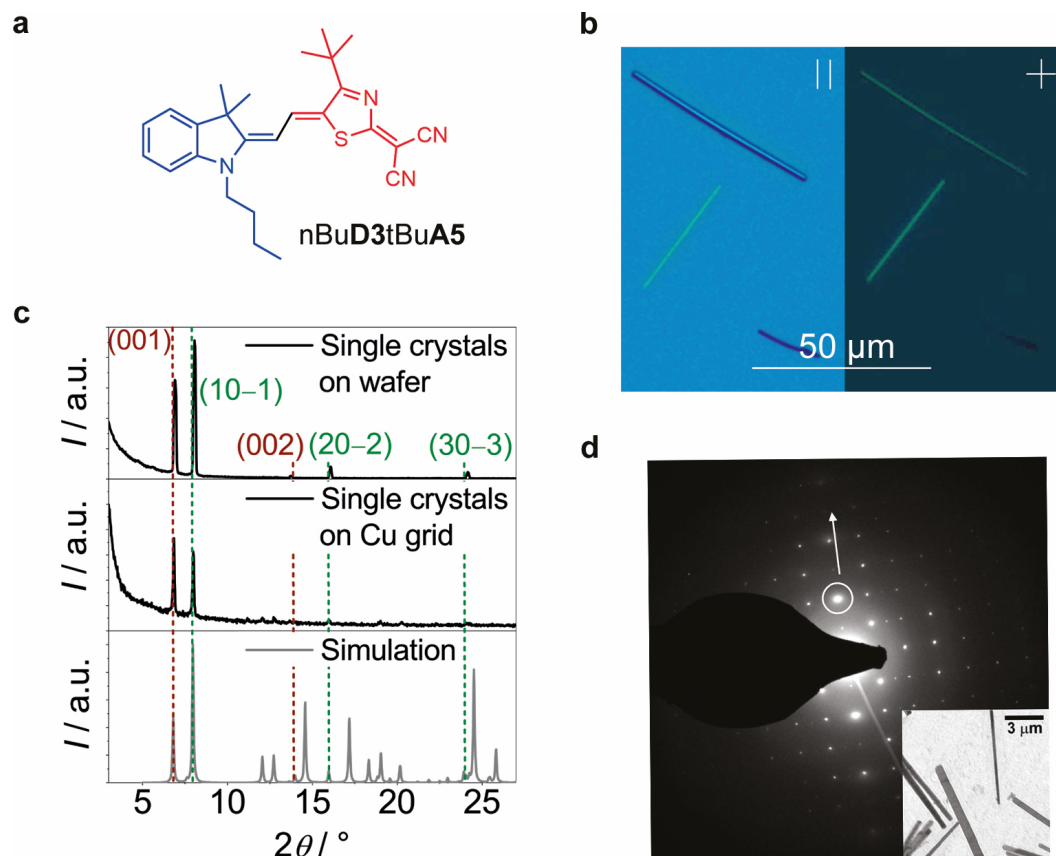 a
N
S
N
CN
CN
nBuD3tBuA5
b
||
+
50 μm
c
(001)
Single crystals
on wafer
(10−1)
(002)
(20−2)
(30−3)
I / a.u.
Single crystals
on Cu grid
I / a.u.
Simulation
I / a.u.
5
10
15
20
25
2θ / °
d
3 μm